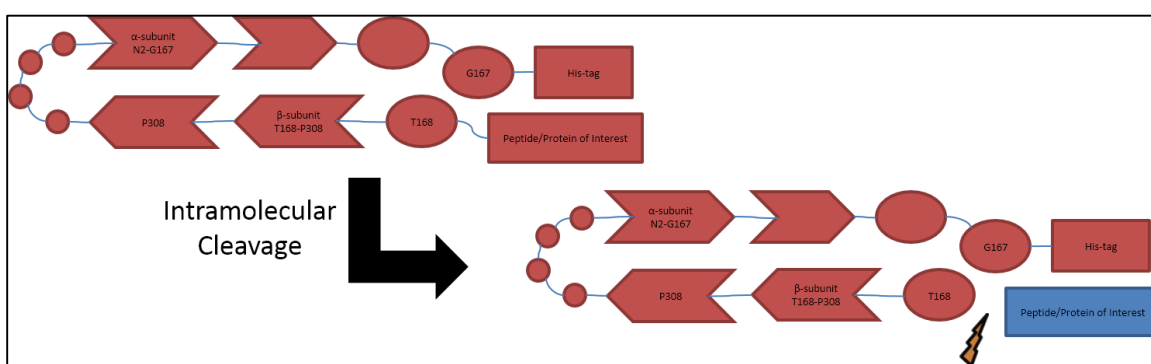 α-subunit
N2-G167
G167
His-tag
P308
β-subunit
T168-P308
T168
Peptide/Protein of Interest
Intramolecular
Cleavage
α-subunit
N2-G167
G167
His-tag
P308
β-subunit
T168-P308
T168
Peptide/Protein of Interest